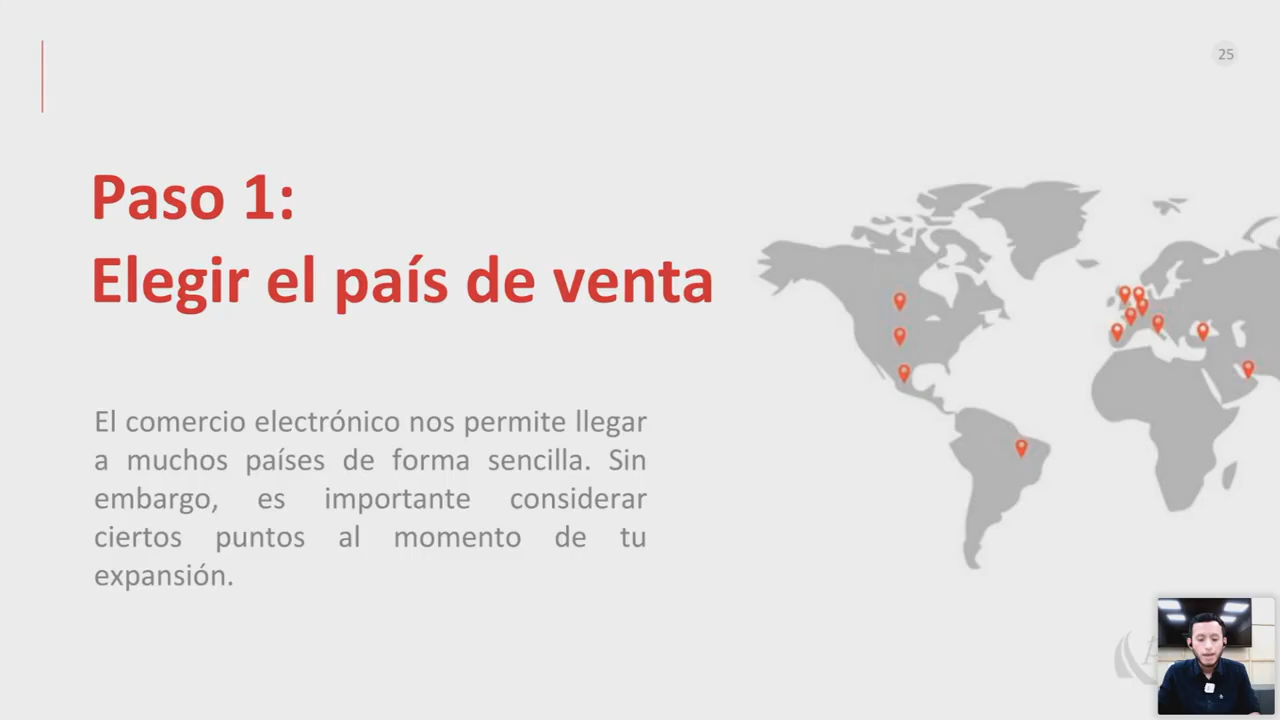 25
Paso 1:
Elegir el país de venta
El comercio electrónico nos permite llegar
a muchos países de forma sencilla. Sin
embargo, es importante considerar
ciertos puntos al momento de tu
expansión.